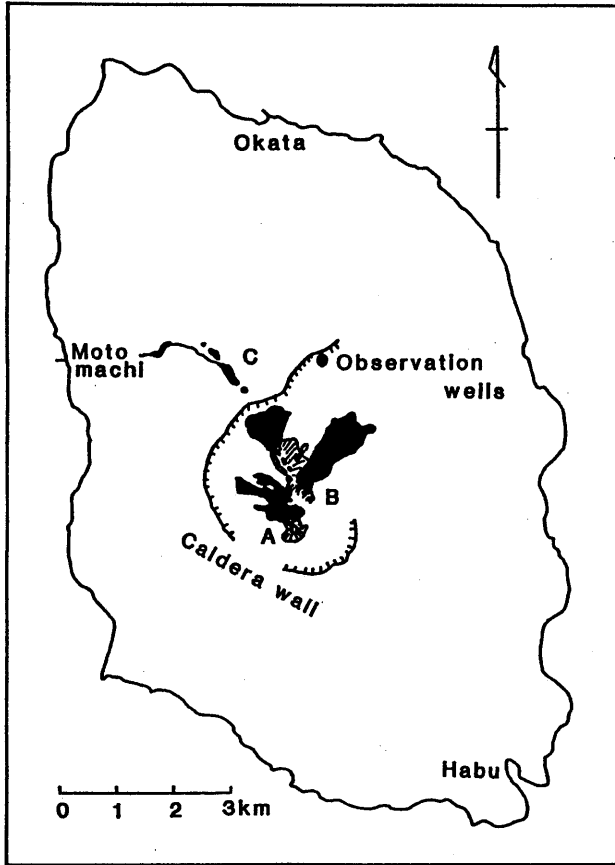 Okata
Moto
machi
C
Observation
wells
B
A
Caldera wall
Habu
0 1 2 3km